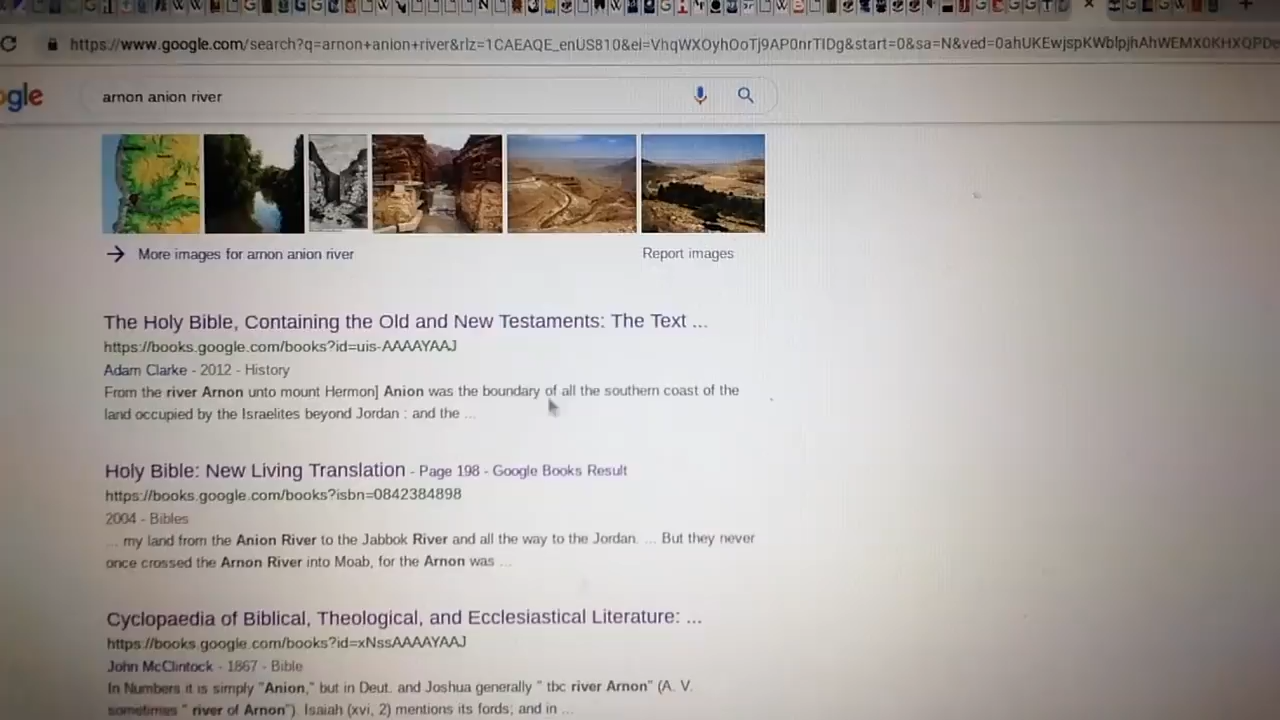 https://www.google.com/search?q=arnon+anion+river&rlz=1CAEAQE_enUS810&ei=VhqWXOyhOoTj9AP0nrTIDg&start=0&sa=N&ved=0ahUKEwjspKWblpjhAhWEMX0KHXQPDe
ogle
arnon anion river
More images for arnon anion river
Report images
The Holy Bible, Containing the Old and New Testaments: The Text ...
https://books.google.com/books?id=uis-AAAAYAAJ
Adam Clarke - 2012 - History
From the river Arnon unto mount Hermon] Anion was the boundary of all the southern coast of the
land occupied by the Israelites beyond Jordan : and the ...
Holy Bible: New Living Translation - Page 198 - Google Books Result
https://books.google.com/books?isbn=0842384898
2004 - Bibles
... my land from the Anion River to the Jabbok River and all the way to the Jordan. ... But they never
once crossed the Arnon River into Moab, for the Arnon was ...
Cyclopaedia of Biblical, Theological, and Ecclesiastical Literature: ...
https://books.google.com/books?id=xNssAAAAYAAJ
John McClintock - 1867 - Bible
In Numbers it is simply "Anion," but in Deut. and Joshua generally " tbc river Arnon" (A. V.
sometimes " river of Arnon"). Isaiah (xvi, 2) mentions its fords; and in ...